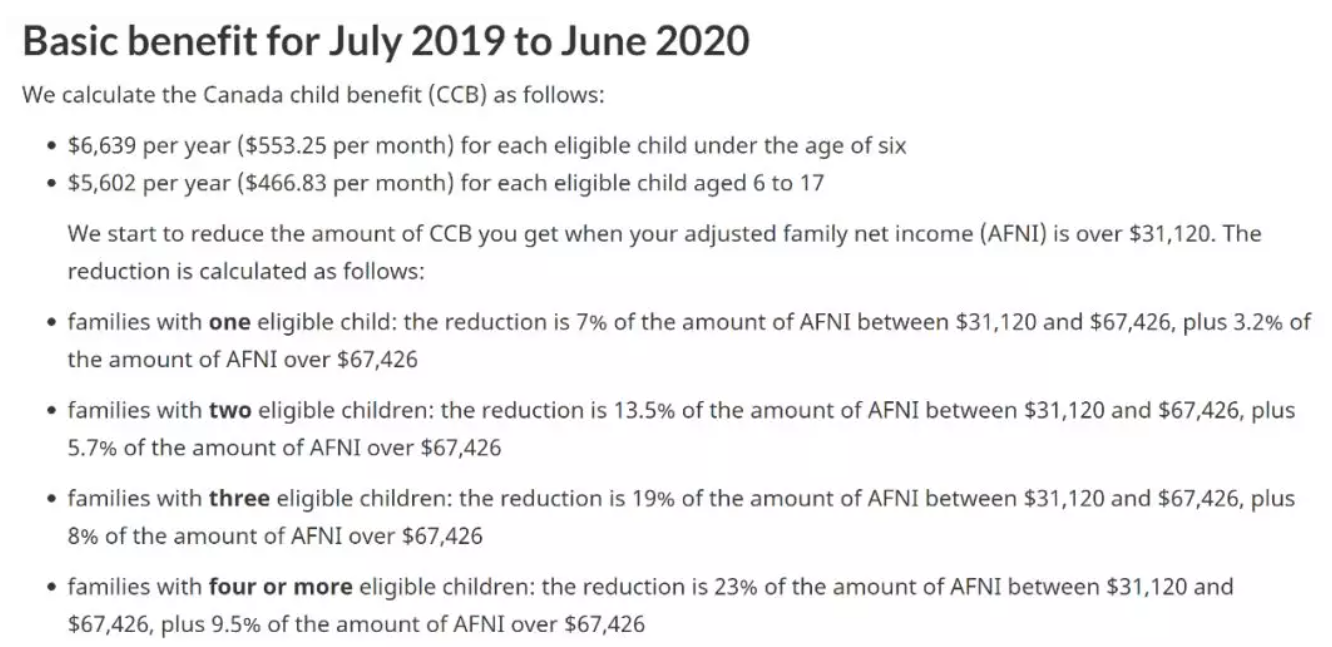 Basic benefit for July 2019 to June 2020
We calculate the Canada child benefit (CCB) as follows:
• $6,639 per year ($553.25 per month) for each eligible child under the age of six
• $5,602 per year ($466.83 per month) for each eligible child aged 6 to 17
We start to reduce the amount of CCB you get when your adjusted family net income (AFNI) is over $31,120. The
reduction is calculated as follows:
• families with one eligible child: the reduction is 7% of the amount of AFNI between $31,120 and $67,426, plus 3.2% of
the amount of AFNI over $67,426
• families with two eligible children: the reduction is 13.5% of the amount of AFNI between $31,120 and $67,426, plus
5.7% of the amount of AFNI over $67,426
• families with three eligible children: the reduction is 19% of the amount of AFNI between $31,120 and $67,426, plus
8% of the amount of AFNI over $67,426
• families with four or more eligible children: the reduction is 23% of the amount of AFNI between $31,120 and
$67,426, plus 9.5% of the amount of AFNI over $67,426